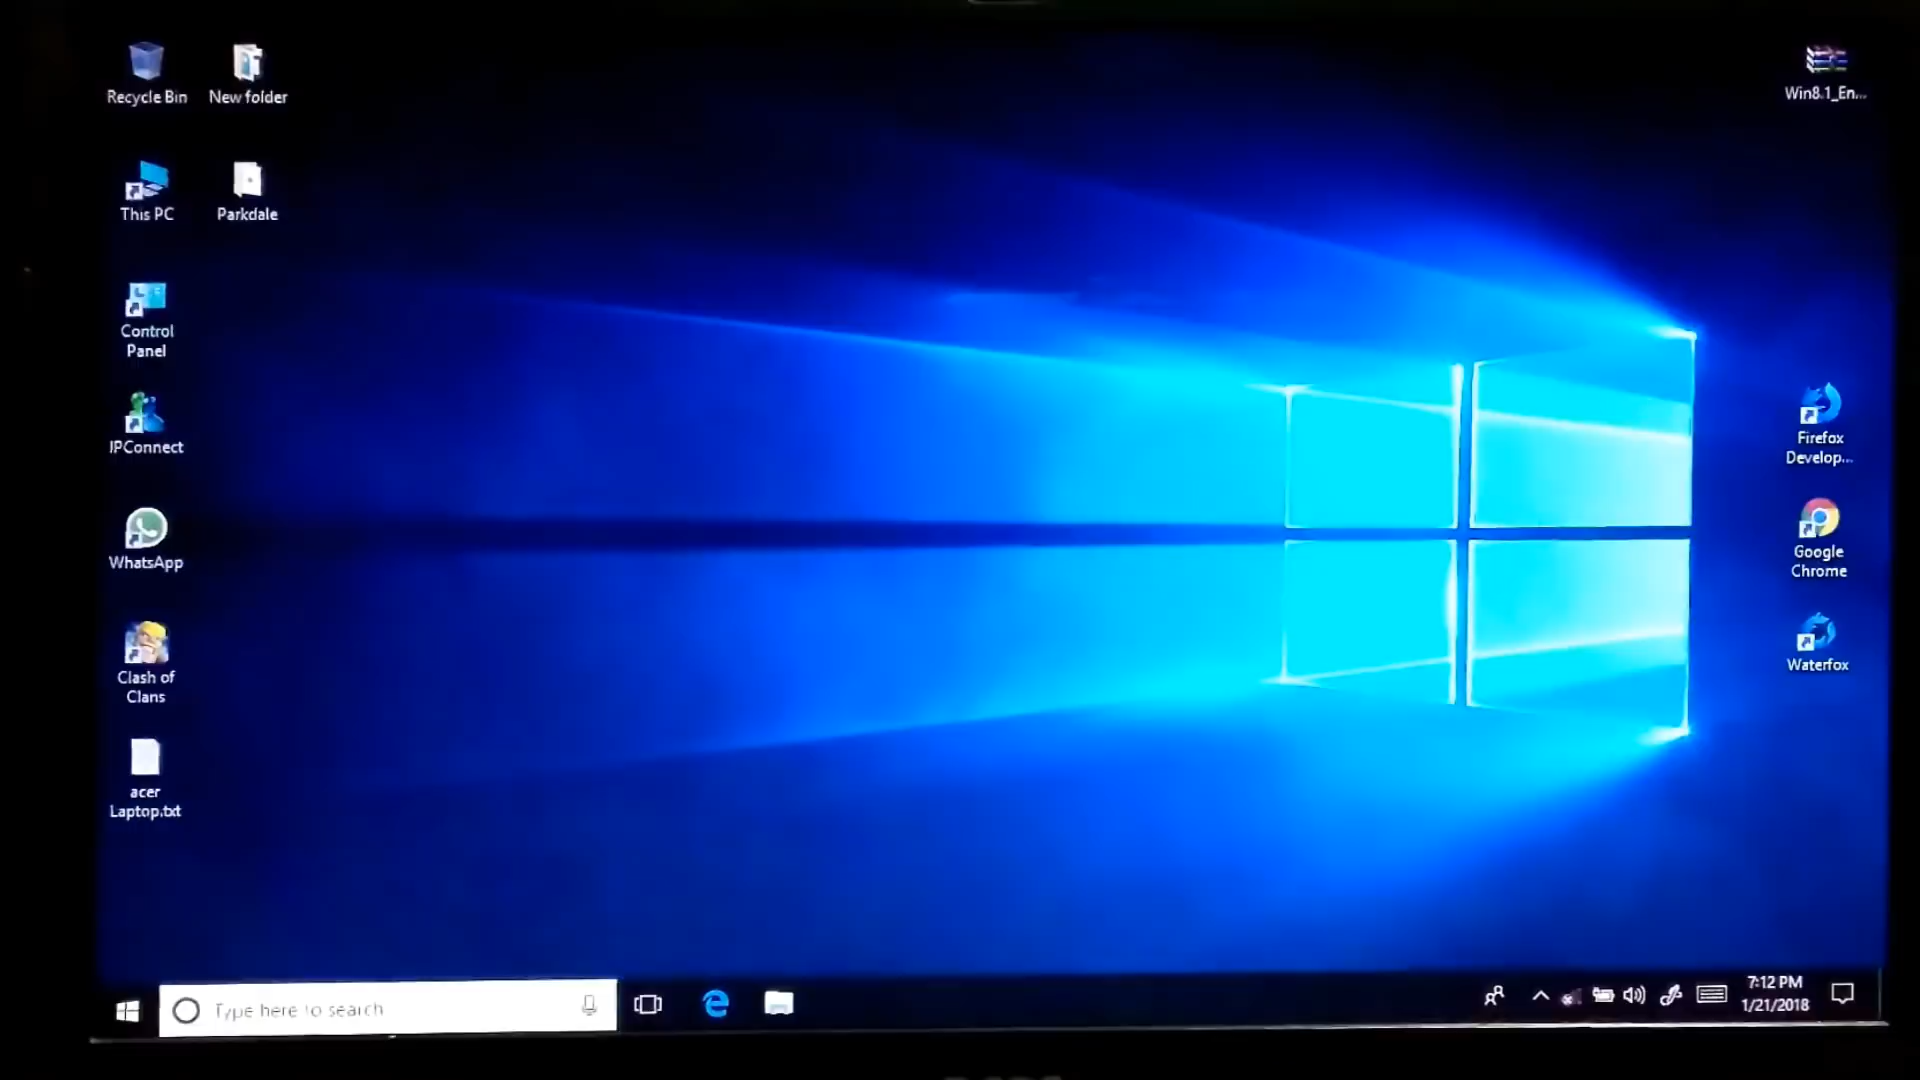 Recycle Bin
New folder
Win8.1_En...
This PC
Parkdale
Control
Panel
IPConnect
WhatsApp
Clash of
Clans
acer
Laptop.txt
Firefox
Develop...
Google
Chrome
Waterfox
Type here to search
7:12 PM
1/21/2018